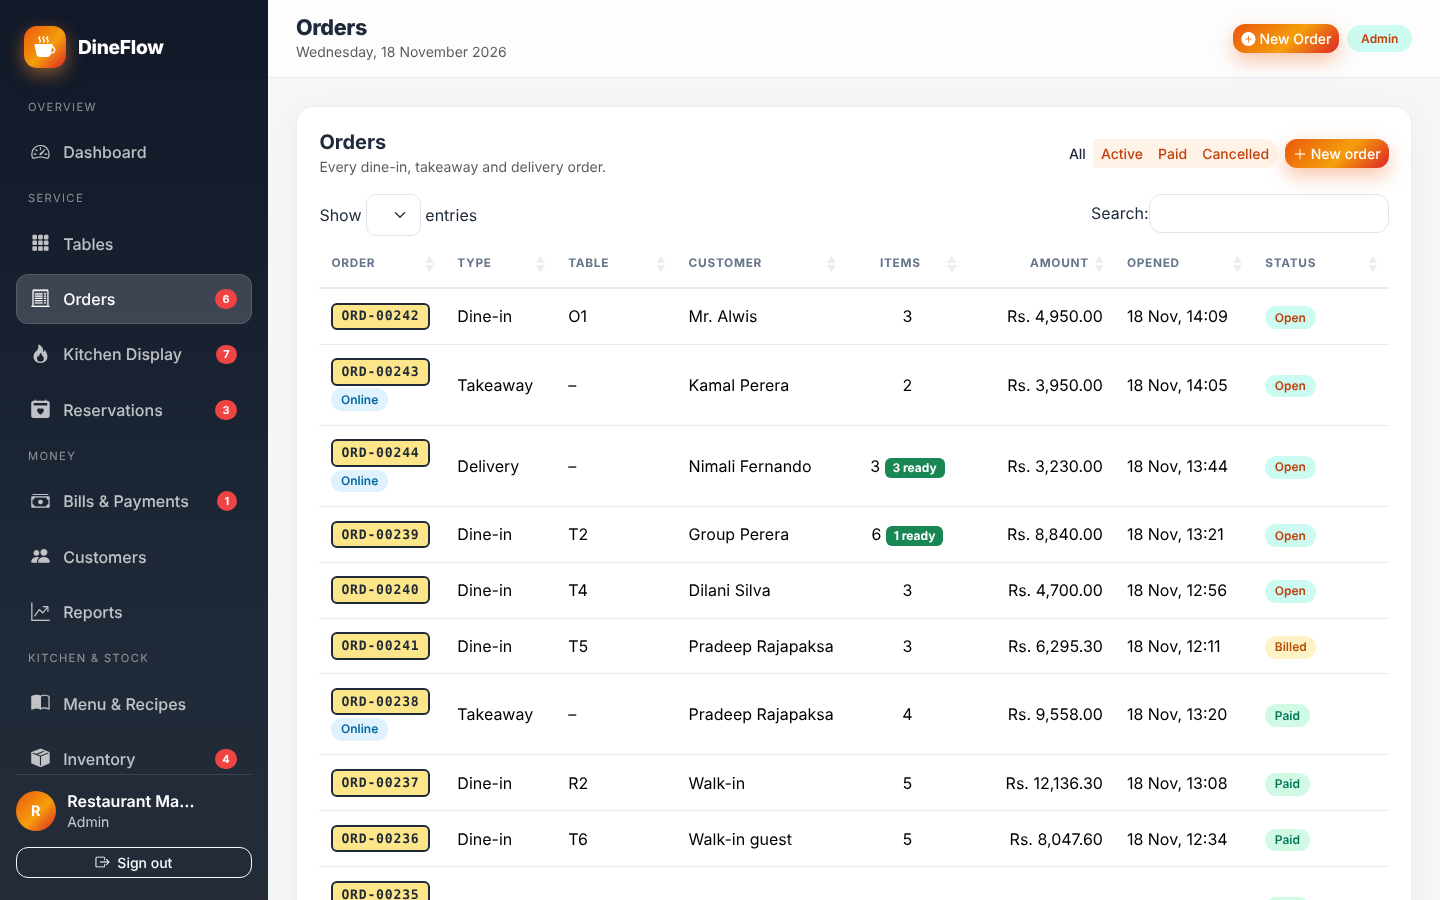 DineFlow
OVERVIEW
Dashboard
SERVICE
Tables
Orders 6
Kitchen Display 7
Reservations 3
MONEY
Bills & Payments 1
Customers
Reports
KITCHEN & STOCK
Menu & Recipes
Inventory 4
R Restaurant Ma...
Admin
Sign out
Orders
Wednesday, 18 November 2026
New Order Admin
Orders
Every dine-in, takeaway and delivery order.
All Active Paid Cancelled + New order
Show entries Search:
ORDER TYPE TABLE CUSTOMER ITEMS AMOUNT OPENED STATUS
ORD-00242 Dine-in O1 Mr. Alwis 3 Rs. 4,950.00 18 Nov, 14:09 Open
ORD-00243 Online Takeaway – Kamal Perera 2 Rs. 3,950.00 18 Nov, 14:05 Open
ORD-00244 Online Delivery – Nimali Fernando 3 3 ready Rs. 3,230.00 18 Nov, 13:44 Open
ORD-00239 Dine-in T2 Group Perera 6 1 ready Rs. 8,840.00 18 Nov, 13:21 Open
ORD-00240 Dine-in T4 Dilani Silva 3 Rs. 4,700.00 18 Nov, 12:56 Open
ORD-00241 Dine-in T5 Pradeep Rajapaksa 3 Rs. 6,295.30 18 Nov, 12:11 Billed
ORD-00238 Online Takeaway – Pradeep Rajapaksa 4 Rs. 9,558.00 18 Nov, 13:20 Paid
ORD-00237 Dine-in R2 Walk-in 5 Rs. 12,136.30 18 Nov, 13:08 Paid
ORD-00236 Dine-in T6 Walk-in guest 5 Rs. 8,047.60 18 Nov, 12:34 Paid
ORD-00235